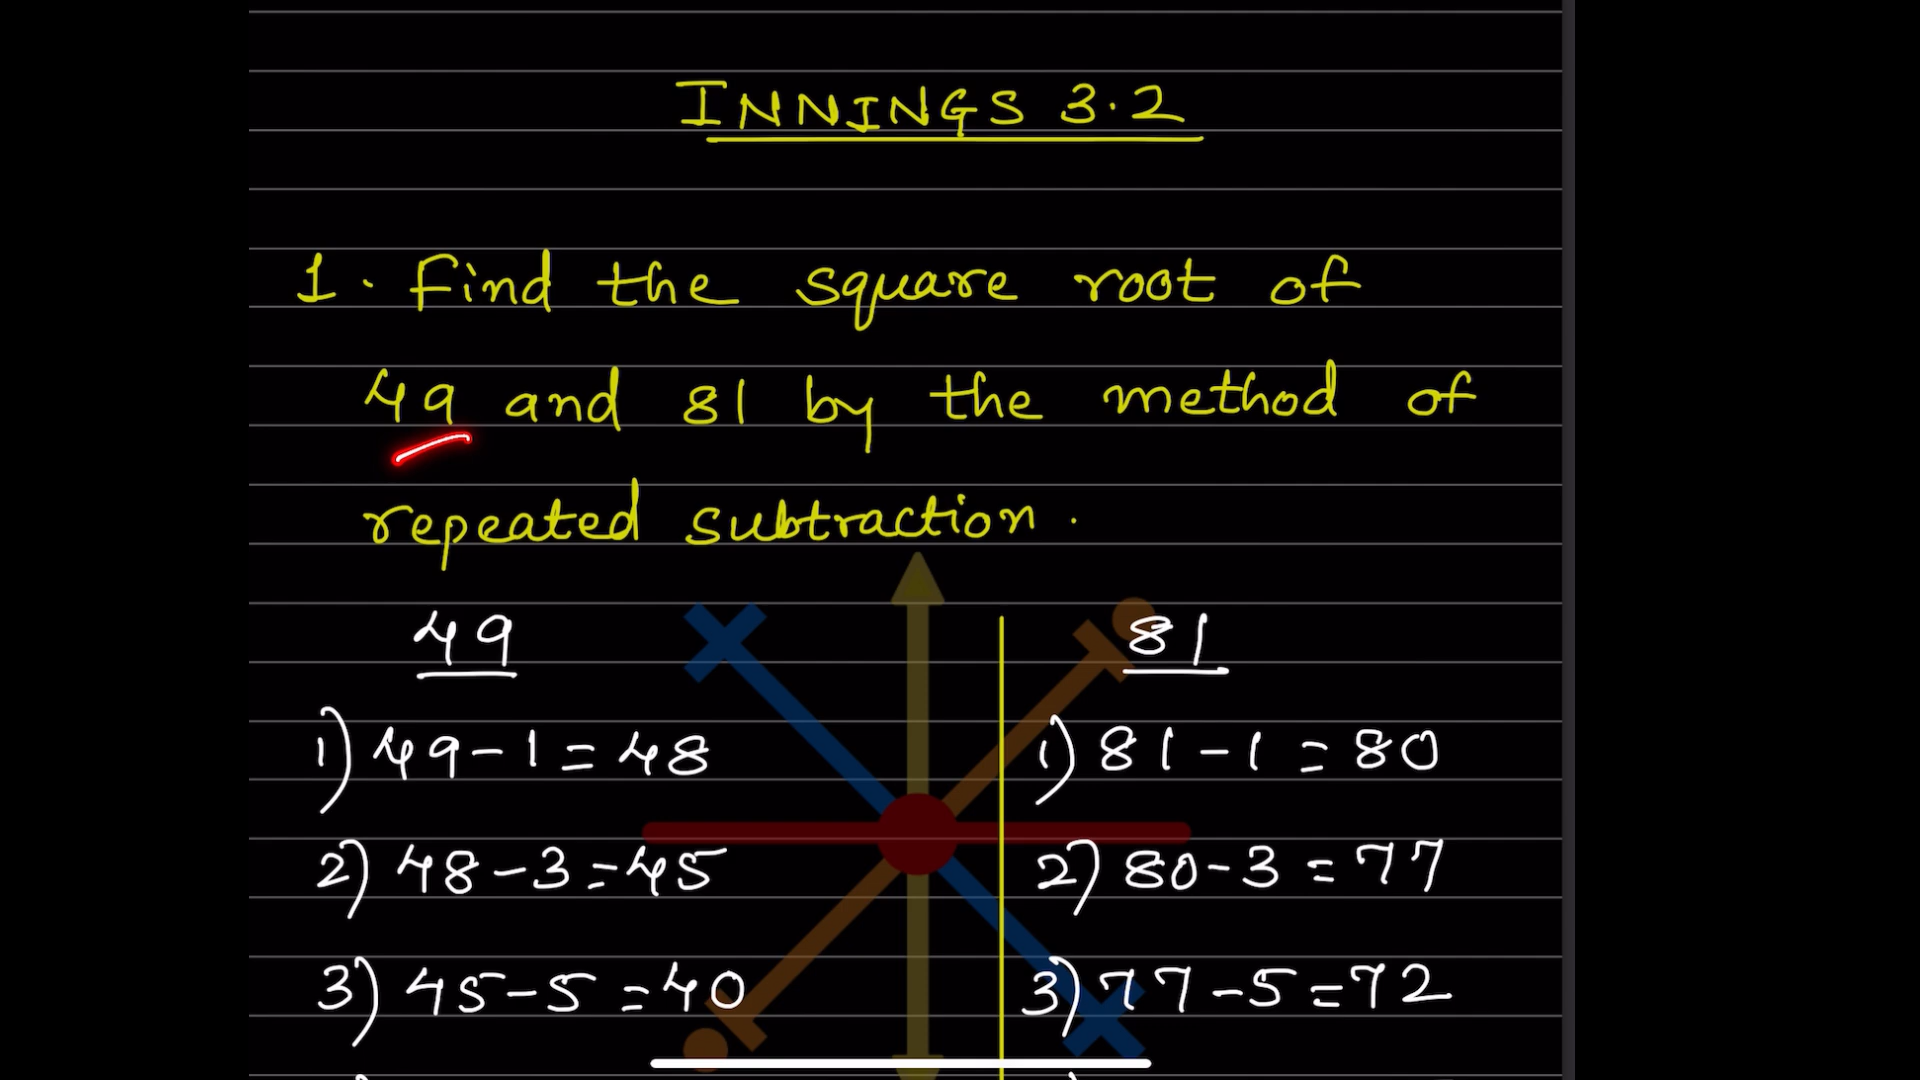 INNINGS 3.2
1. Find the square root of
49 and 81 by the method of
repeated subtraction.
49
1) 49-1=48
2) 48-3=45
3) 45-5=40
81
1) 81-1=80
2) 80-3=77
3) 77-5=72